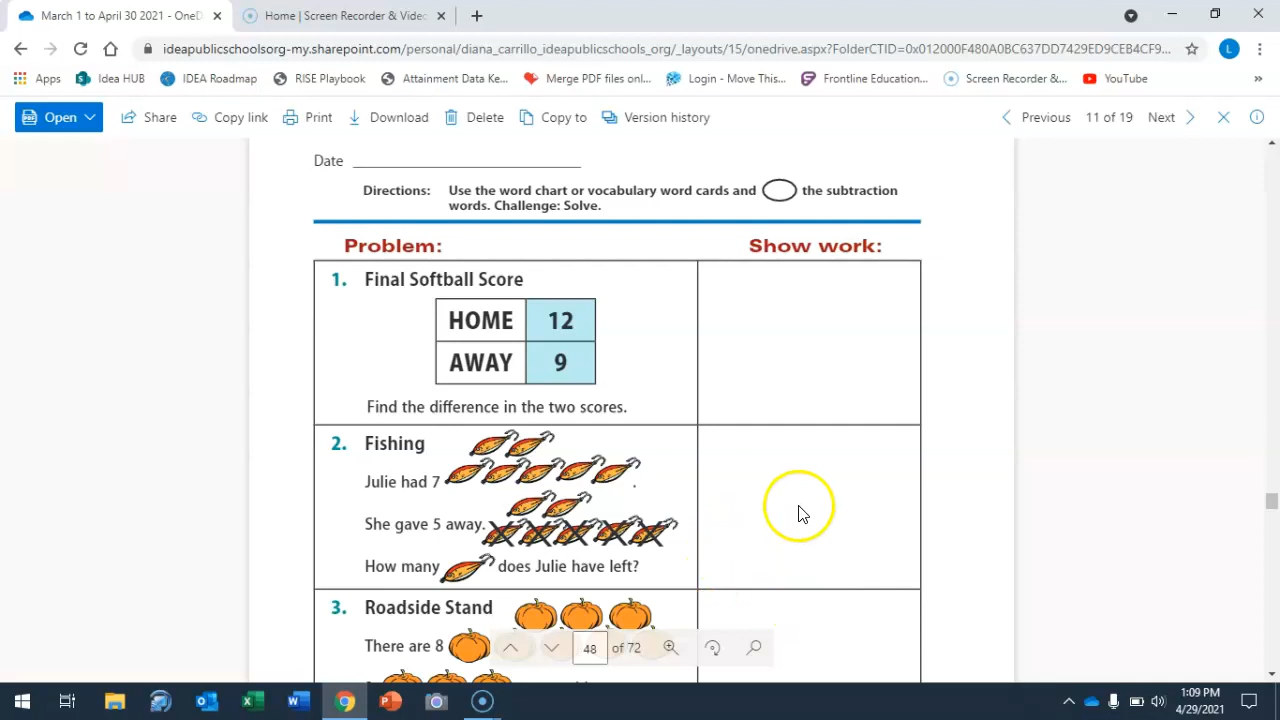 March 1 to April 30 2021 - OneD
Home | Screen Recorder & Video
ideapublicschoolsorg-my.sharepoint.com/personal/diana_carrillo_ideapublicschools_org/_layouts/15/onedrive.aspx?FolderCTID=0x012000F480A0BC637DD7429ED9CEB4CF9...
L
Apps
Idea HUB
IDEA Roadmap
RISE Playbook
Attainment Data Ke...
Merge PDF files onl...
Login - Move This...
Frontline Education...
Screen Recorder &...
YouTube
Open
Share
Copy link
Print
Download
Delete
Copy to
Version history
Previous
11 of 19
Next
Date
Directions: Use the word chart or vocabulary word cards and the subtraction
words. Challenge: Solve.
Problem:
Show work:
1. Final Softball Score
HOME 12
AWAY 9
Find the difference in the two scores.
2. Fishing
Julie had 7 .
She gave 5 away.
How many does Julie have left?
3. Roadside Stand
There are 8
48 of 72
1:09 PM
4/29/2021